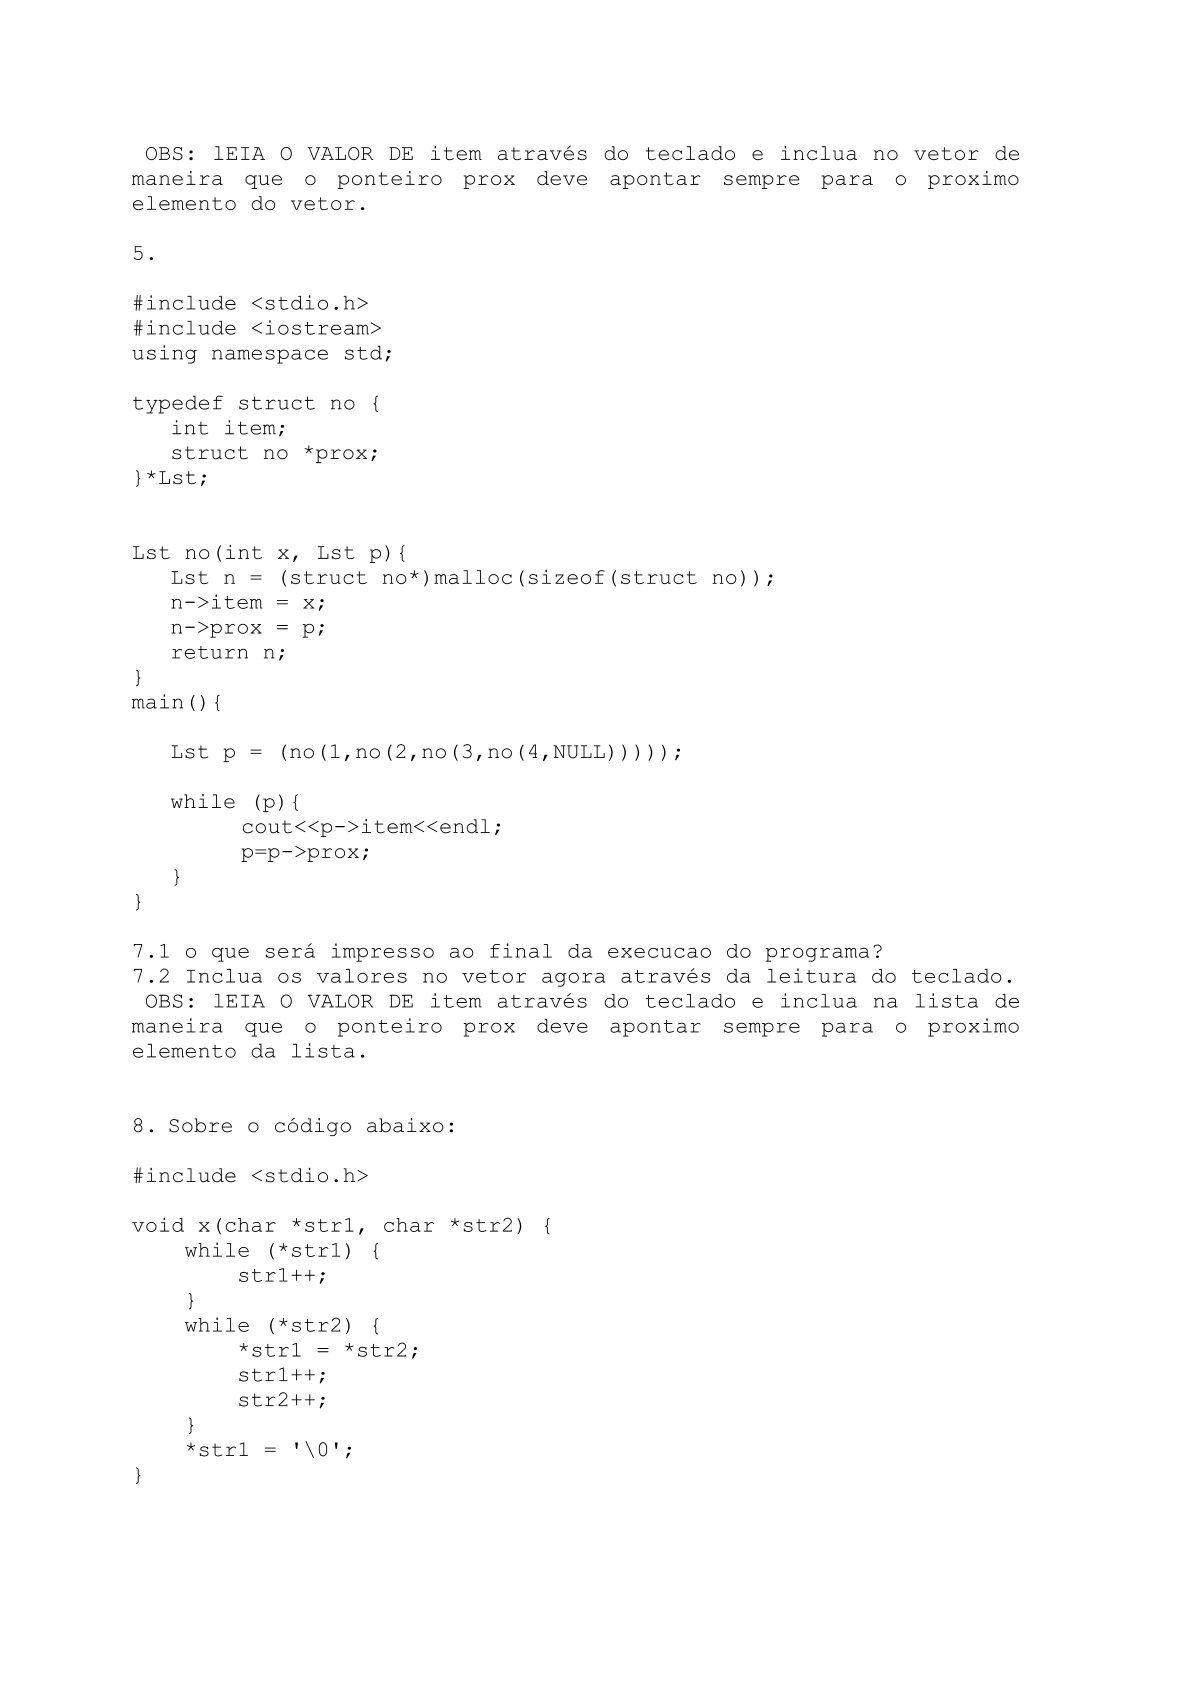 OBS: lEIA O VALOR DE item através do teclado e inclua no vetor de
maneira que o ponteiro prox deve apontar sempre para o proximo
elemento do vetor.
5.
#include <stdio.h>
#include <iostream>
using namespace std;
typedef struct no {
   int item;
   struct no *prox;
}*Lst;
Lst no(int x, Lst p){
   Lst n = (struct no*)malloc(sizeof(struct no));
   n->item = x;
   n->prox = p;
   return n;
}
main(){
   Lst p = (no(1,no(2,no(3,no(4,NULL)))));
   while (p){
        cout<<p->item<<endl;
        p=p->prox;
   }
}
7.1 o que será impresso ao final da execucao do programa?
7.2 Inclua os valores no vetor agora através da leitura do teclado.
OBS: lEIA O VALOR DE item através do teclado e inclua na lista de
maneira que o ponteiro prox deve apontar sempre para o proximo
elemento da lista.
8. Sobre o código abaixo:
#include <stdio.h>
void x(char *str1, char *str2) {
    while (*str1) {
        str1++;
    }
    while (*str2) {
        *str1 = *str2;
        str1++;
        str2++;
    }
    *str1 = '\0';
}